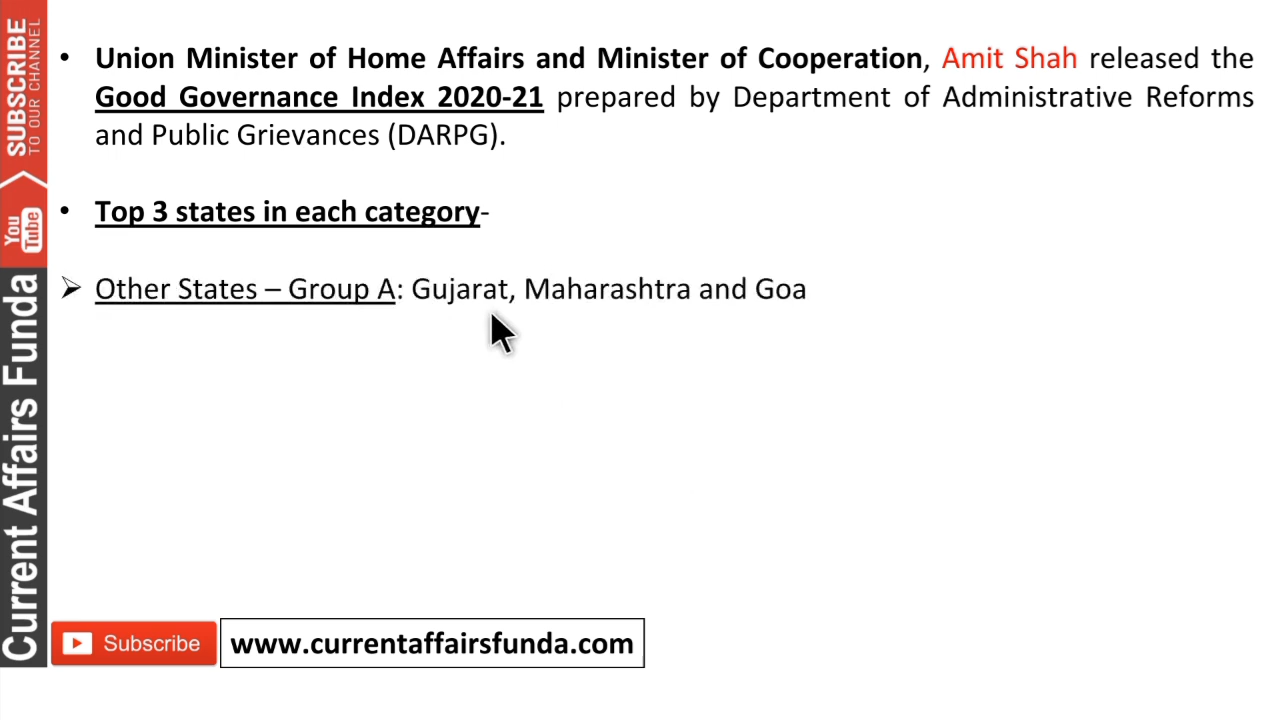 • Union Minister of Home Affairs and Minister of Cooperation, Amit Shah released the
Good Governance Index 2020-21 prepared by Department of Administrative Reforms
and Public Grievances (DARPG).
• Top 3 states in each category-
➢ Other States – Group A: Gujarat, Maharashtra and Goa
SUBSCRIBE
TO OUR CHANNEL
You
Tube
Current Affairs Funda
Subscribe
www.currentaffairsfunda.com